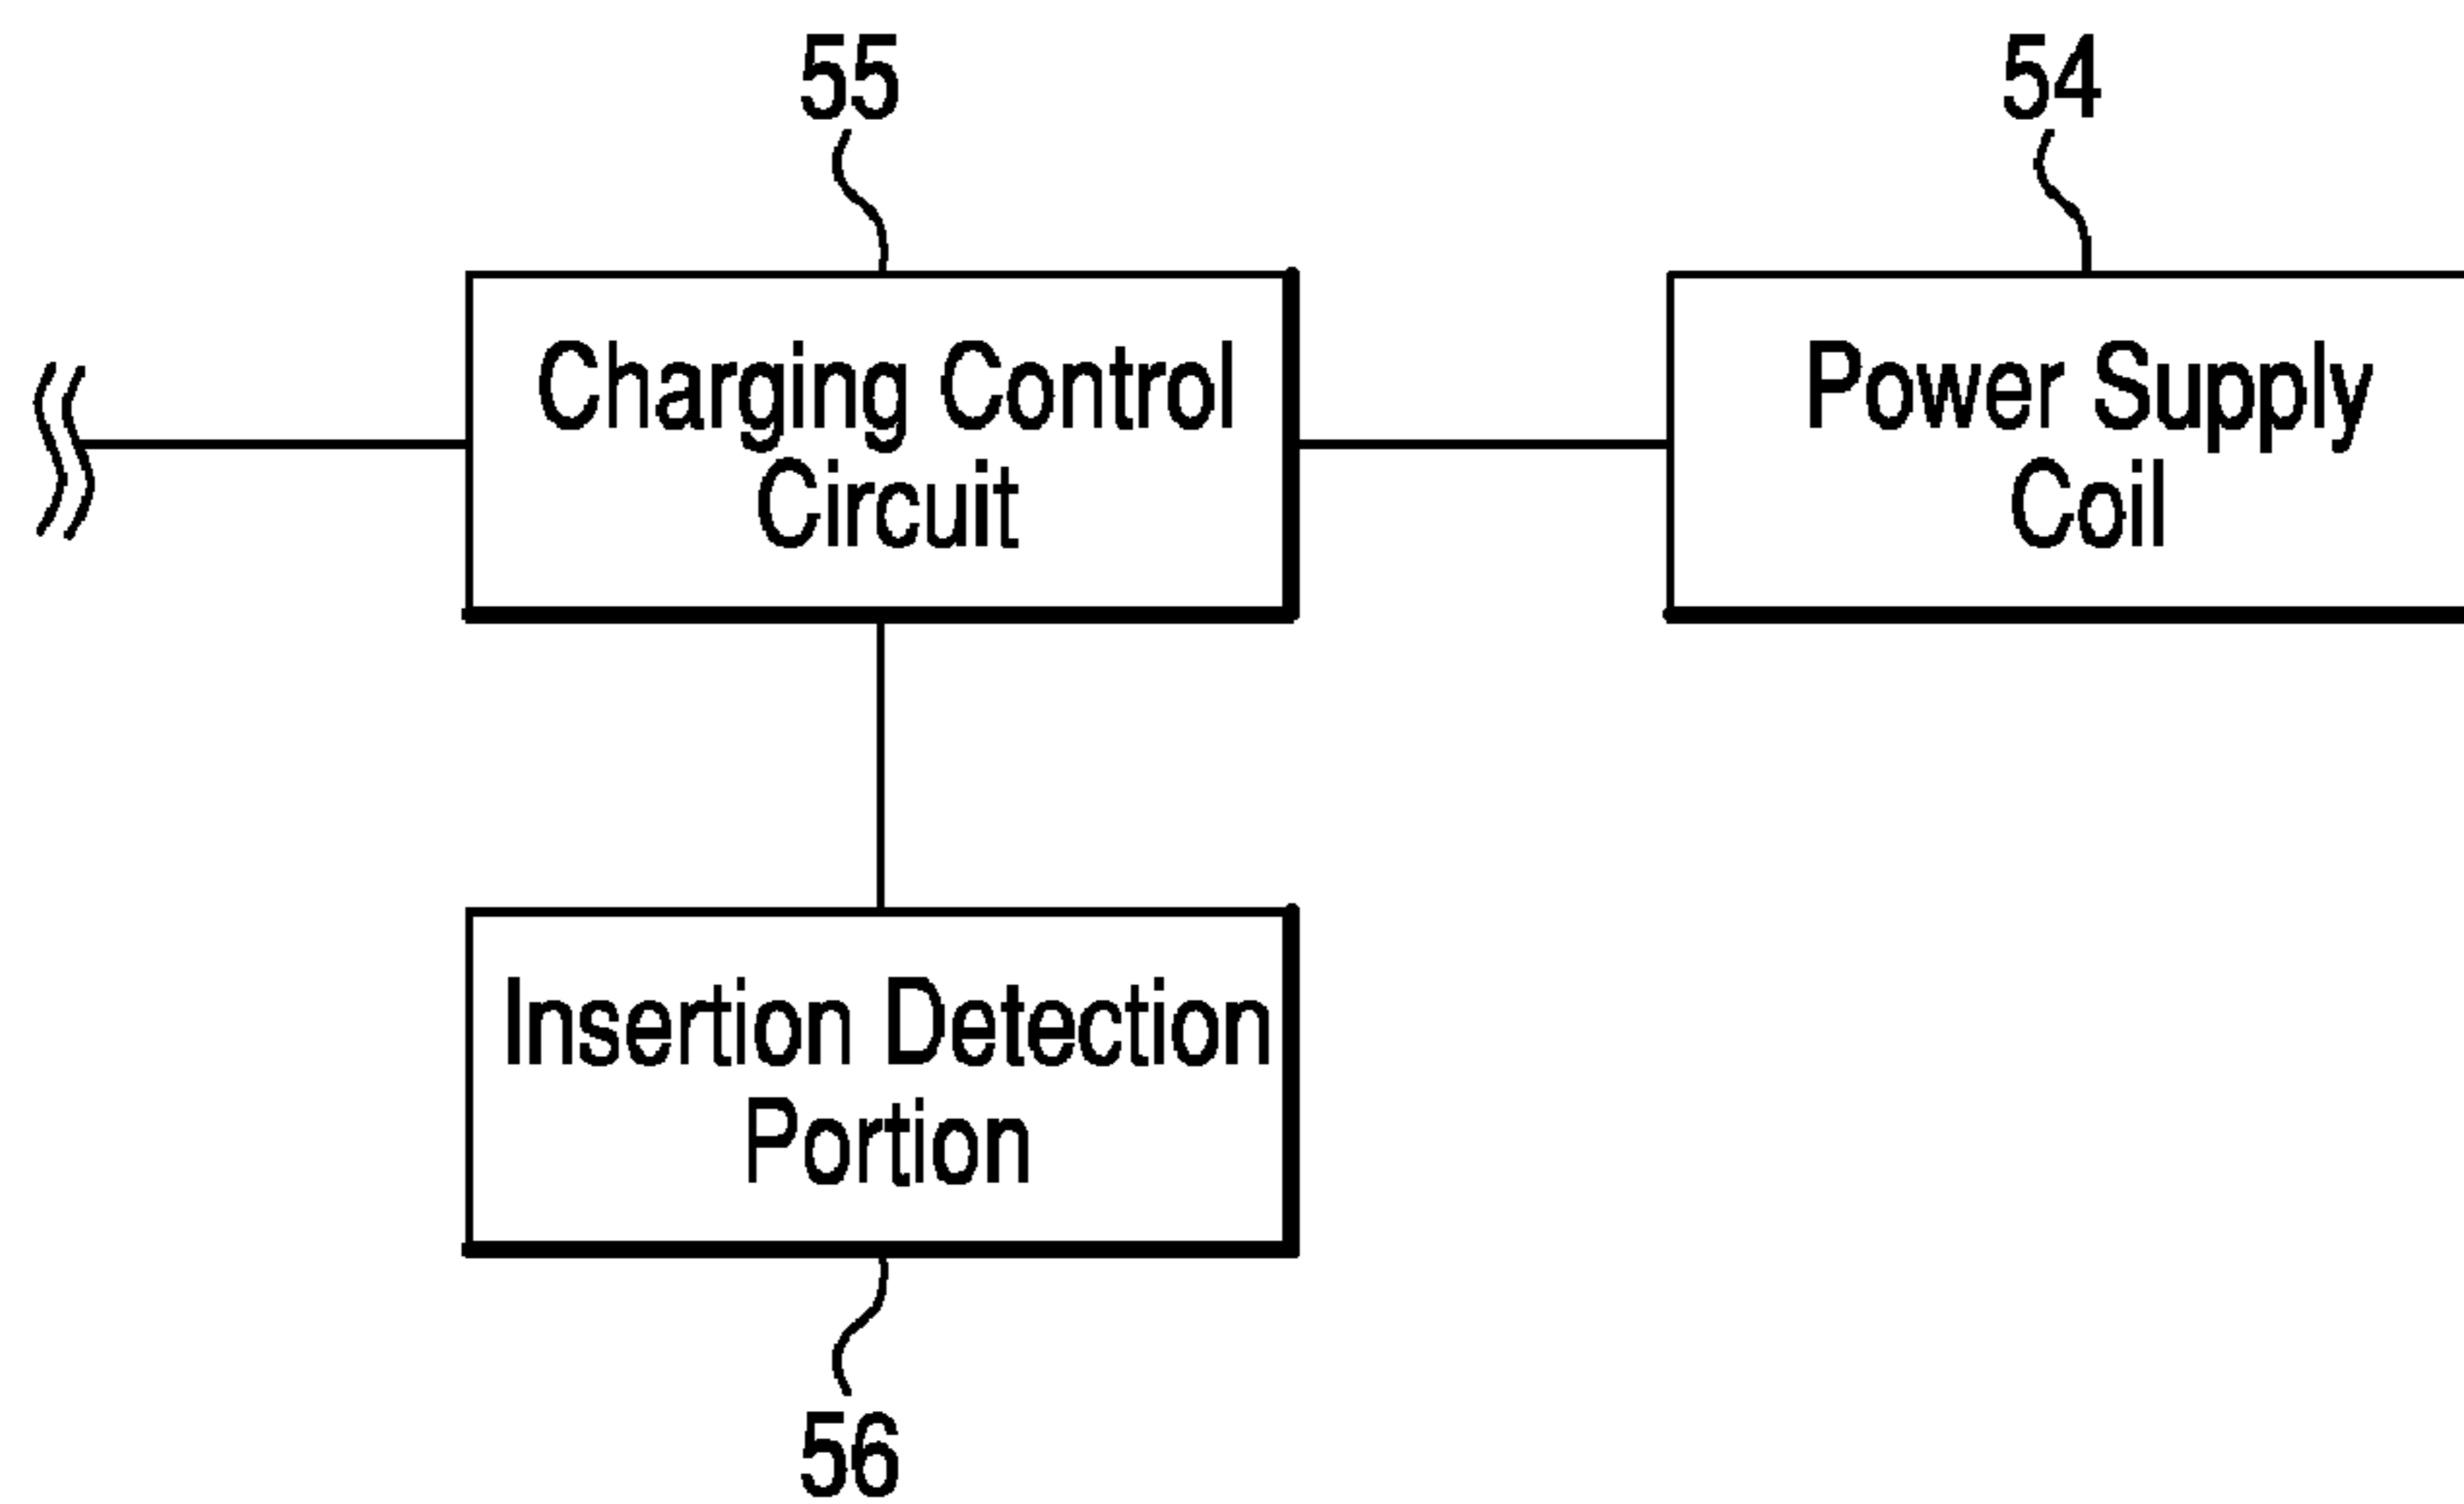 55
54
Charging Control
Circuit
Power Supply
Coil
Insertion Detection
Portion
56